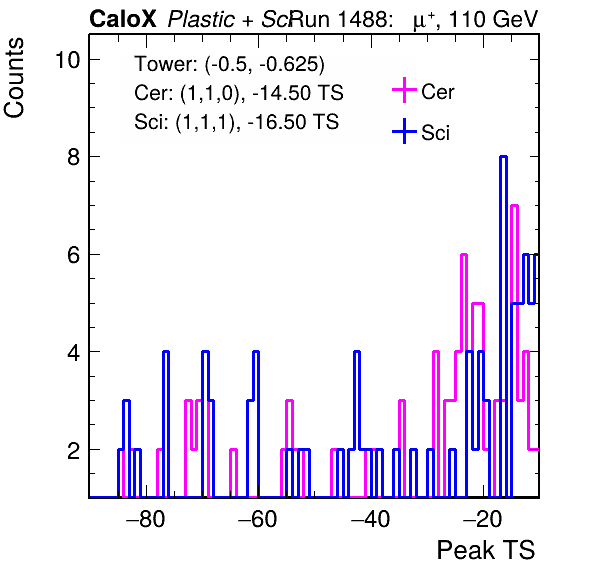 CaloX Plastic + Sci Run 1488: μ⁺, 110 GeV
Tower: (-0.5, -0.625)
Cer: (1,1,0), -14.50 TS
Sci: (1,1,1), -16.50 TS
Cer
Sci
Counts
10
8
6
4
2
−80 −60 −40 −20
Peak TS